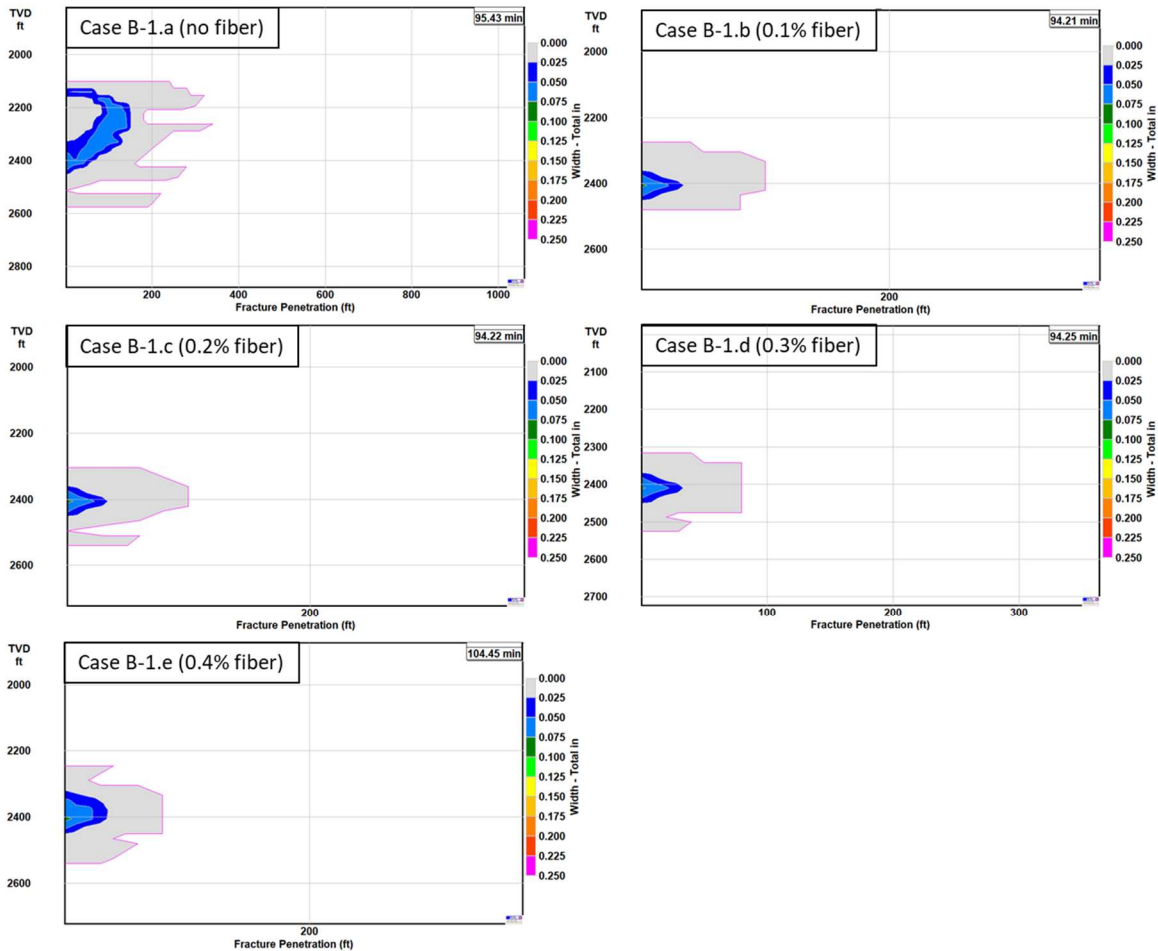 TVD
ft
Case B-1.a (no fiber)
95.43 min
2000
2200
2400
2600
2800
200 400 600 800 1000
Fracture Penetration (ft)
0.000
0.025
0.050
0.075
0.100
0.125
0.150
0.175
0.200
0.225
0.250
Width - Total in
TVD
ft
Case B-1.b (0.1% fiber)
94.21 min
2000
2200
2400
2600
200
Fracture Penetration (ft)
0.000
0.025
0.050
0.075
0.100
0.125
0.150
0.175
0.200
0.225
0.250
Width - Total in
TVD
ft
Case B-1.c (0.2% fiber)
94.22 min
2000
2200
2400
2600
200
Fracture Penetration (ft)
0.000
0.025
0.050
0.075
0.100
0.125
0.150
0.175
0.200
0.225
0.250
Width - Total in
TVD
ft
Case B-1.d (0.3% fiber)
94.25 min
2100
2200
2300
2400
2500
2600
2700
100 200 300
Fracture Penetration (ft)
0.000
0.025
0.050
0.075
0.100
0.125
0.150
0.175
0.200
0.225
0.250
Width - Total in
TVD
ft
Case B-1.e (0.4% fiber)
104.45 min
2000
2200
2400
2600
200
Fracture Penetration (ft)
0.000
0.025
0.050
0.075
0.100
0.125
0.150
0.175
0.200
0.225
0.250
Width - Total in